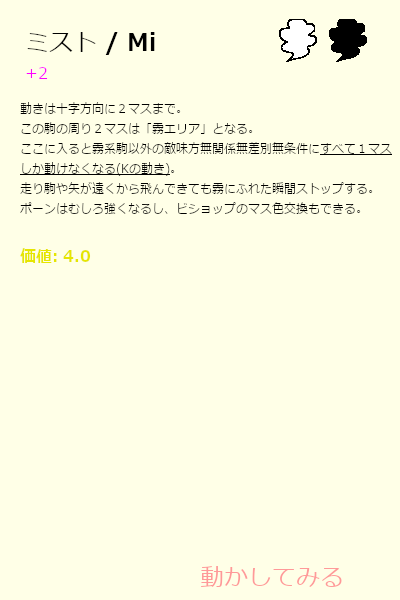 ミスト / Mi
+2
動きは十字方向に２マスまで。
この駒の周り２マスは「霧エリア」となる。
ここに入ると霧系駒以外の敵味方無関係無差別無条件にすべて１マス
しか動けなくなる(Kの動き)。
走り駒や矢が遠くから飛んできても霧にふれた瞬間ストップする。
ポーンはむしろ強くなるし、ビショップのマス色交換もできる。
価値: 4.0
動かしてみる